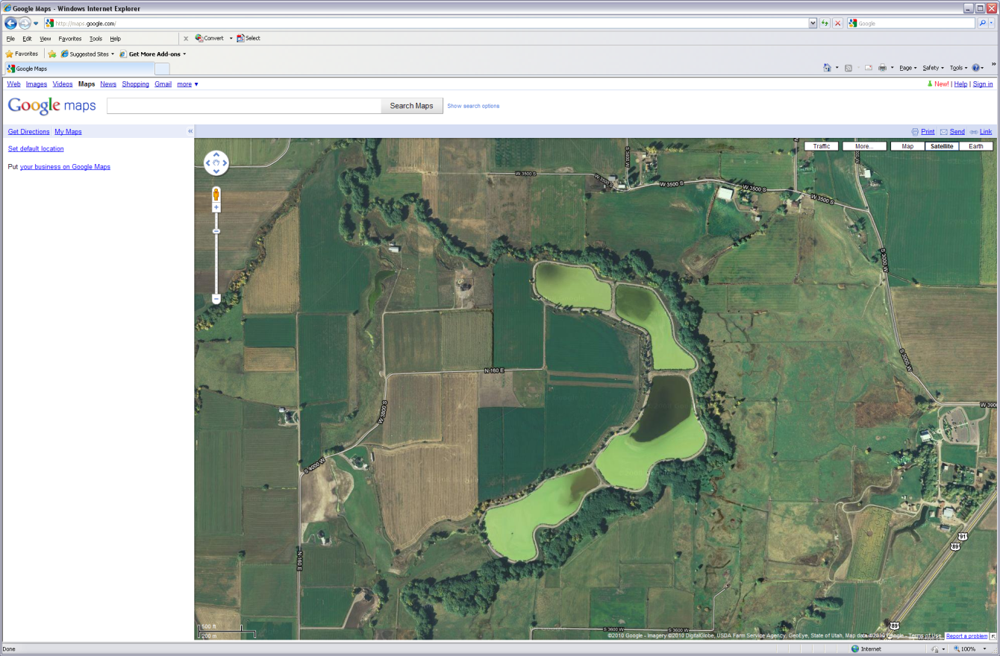 Google Maps - Windows Internet Explorer
http://maps.google.com/
Google
File Edit View Favorites Tools Help
x Convert Select
Favorites Suggested Sites Get More Add-ons
Google Maps
Page Safety Tools »
Web Images Videos Maps News Shopping Gmail more ▼
New! | Help | Sign in
Google maps
Search Maps
Show search options
Get Directions My Maps
«
Print Send Link
Set default location
Put your business on Google Maps
Traffic More... Map Satellite Earth
S 3100 W
W 3500 S
W 3500 S
W 3500 S
W 3500 S
W 3500 S
S 3000 W
N 160 E
S 3000 W
W 3800 S
W 3900
S 4000 W
91
89
N 160 E
89
500 ft
200 m
S 3600 W
S 3600 W
©2010 Google - Imagery ©2010 DigitalGlobe, USDA Farm Service Agency, GeoEye, State of Utah, Map data ©2010 Google - Terms of Use
Report a problem
Done
Internet
100%